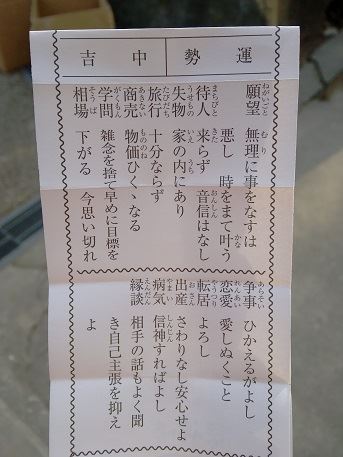 運勢 中吉
願望 無理に事をなすは
悪し 時をまて叶う
待人 来らず 音信はなし
失物 家の内にあり
旅行 十分ならず
商売 物価ひくゝなる
学問 雑念を捨て早めに目標を
相場 下がる 今思い切れ
争事 ひかえるがよし
恋愛 愛しぬくこと
転居 よろし
出産 さわりなし安心せよ
病気 信神すればよし
縁談 相手の話もよく聞
き自己主張を抑え
よ